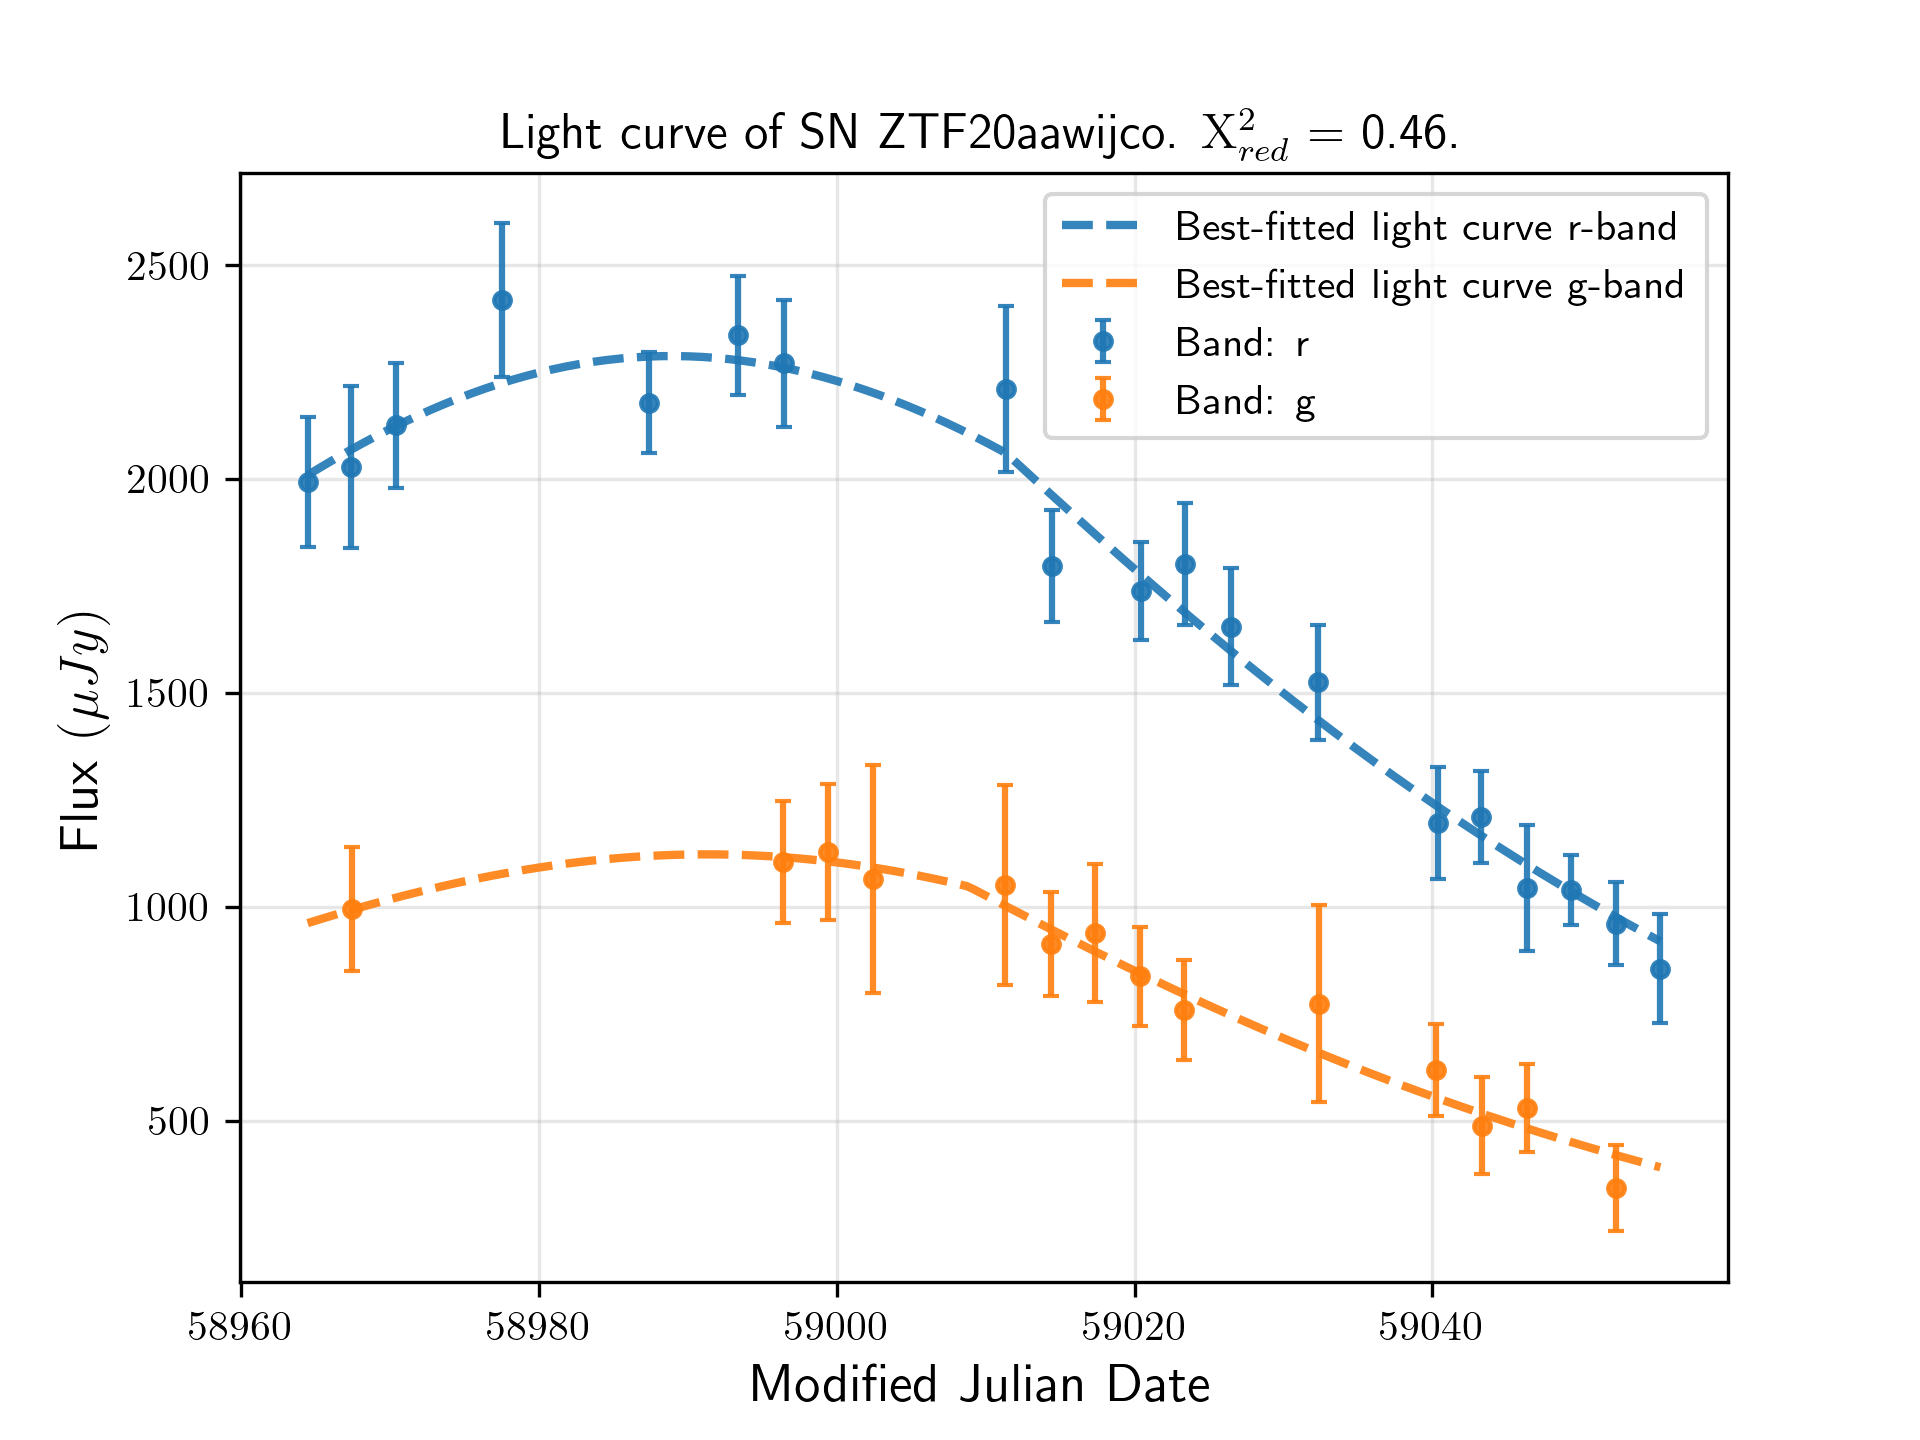 Light curve of SN ZTF20aawijco. X²_red = 0.46.
Best-fitted light curve r-band
Best-fitted light curve g-band
Band: r
Band: g
2500
2000
1500
1000
500
Flux (μJy)
58960 58980 59000 59020 59040
Modified Julian Date